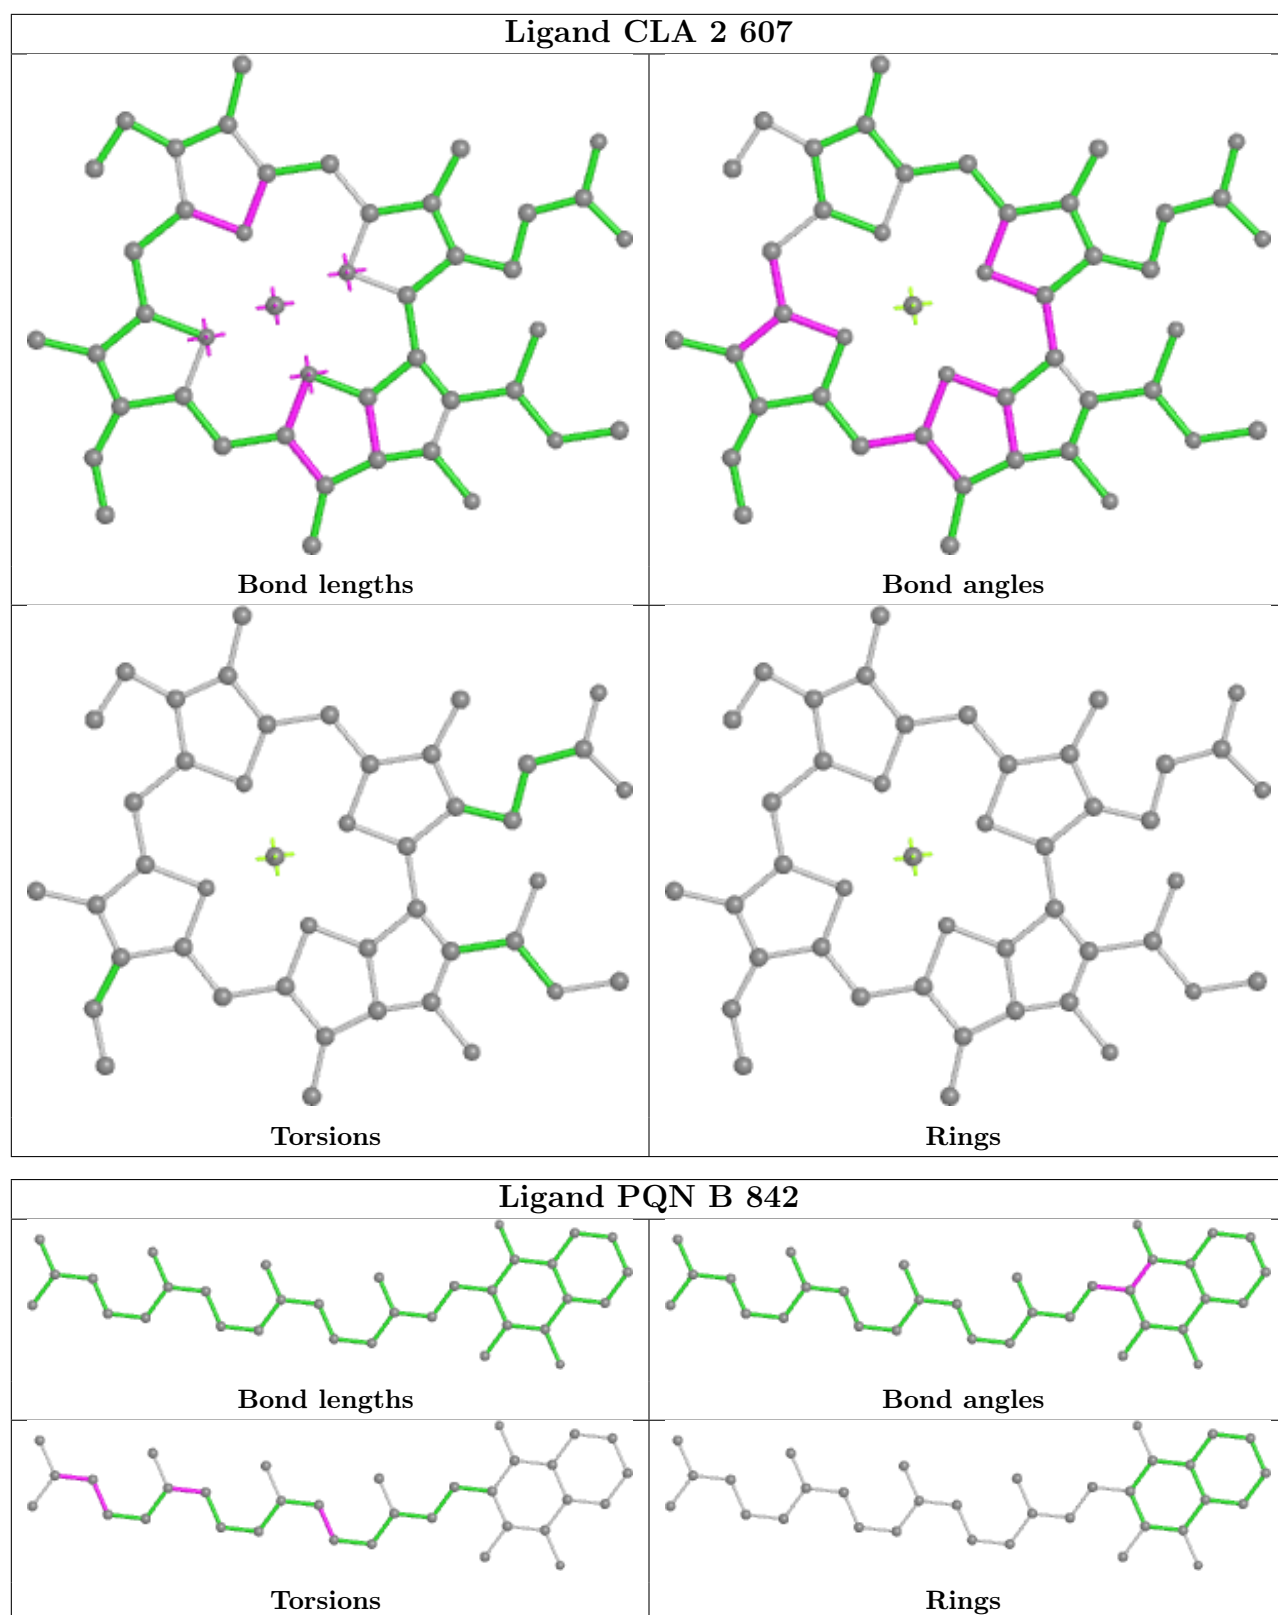 Ligand CLA 2 607
Bond lengths
Bond angles
Torsions
Rings
Ligand PQN B 842
Bond lengths
Bond angles
Torsions
Rings